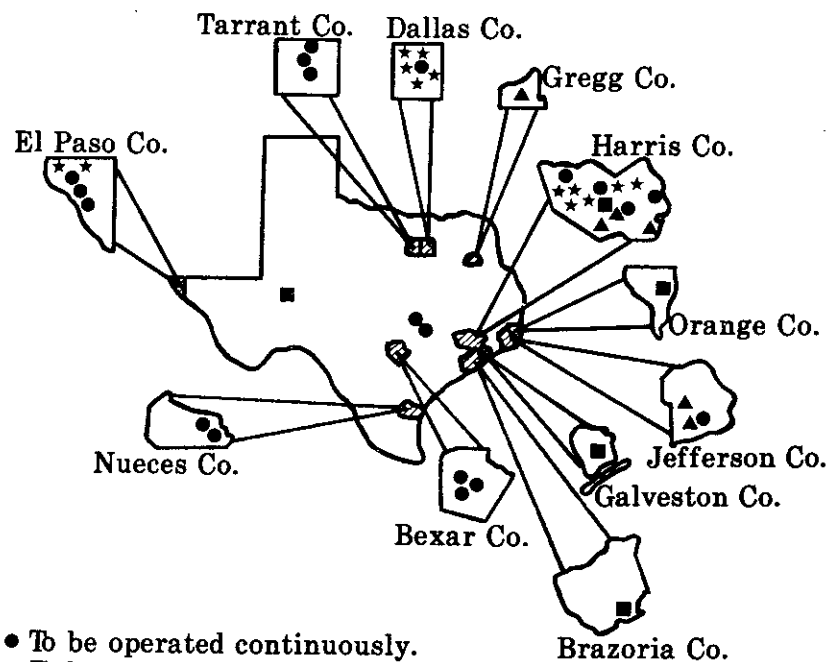 Tarrant Co.
Dallas Co.
Gregg Co.
El Paso Co.
Harris Co.
Orange Co.
Jefferson Co.
Nueces Co.
Galveston Co.
Bexar Co.
Brazoria Co.
● To be operated continuously.